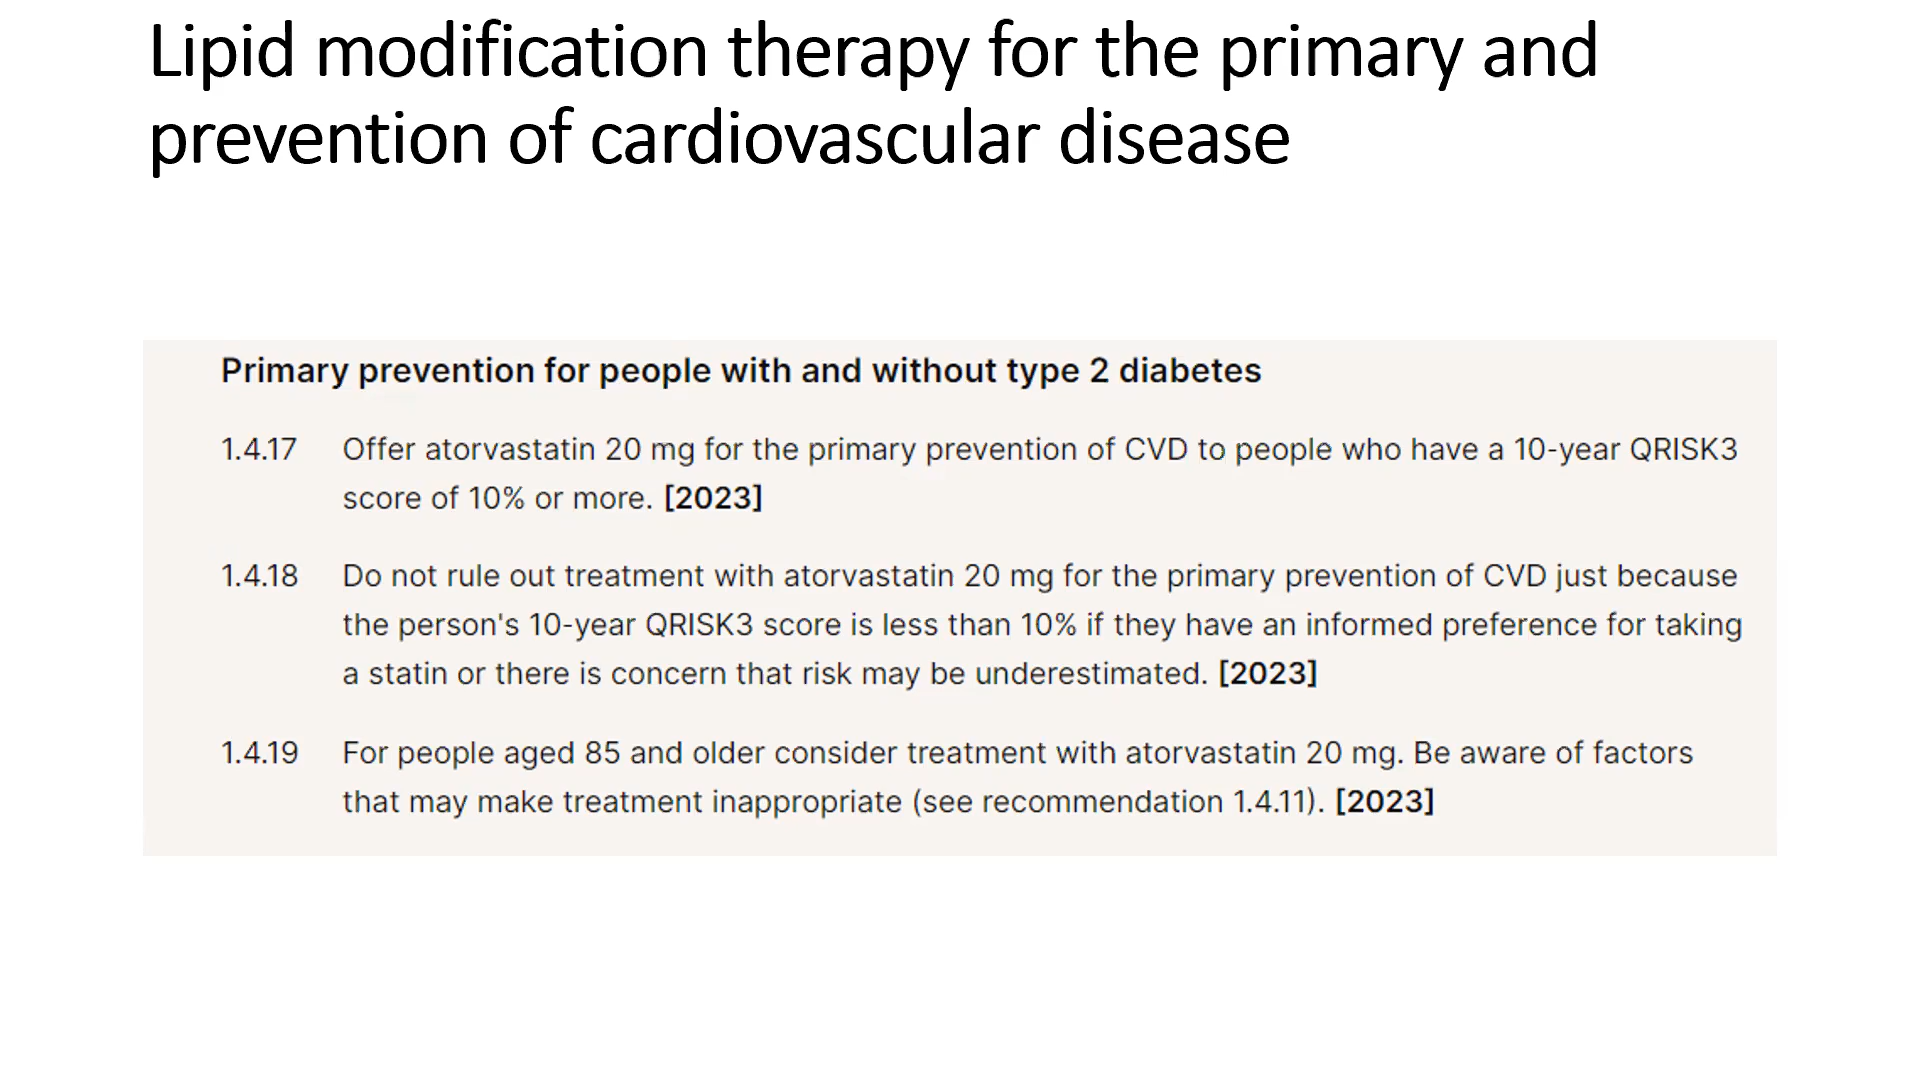 Lipid modification therapy for the primary and
prevention of cardiovascular disease
Primary prevention for people with and without type 2 diabetes
1.4.17 Offer atorvastatin 20 mg for the primary prevention of CVD to people who have a 10-year QRISK3
score of 10% or more. [2023]
1.4.18 Do not rule out treatment with atorvastatin 20 mg for the primary prevention of CVD just because
the person's 10-year QRISK3 score is less than 10% if they have an informed preference for taking
a statin or there is concern that risk may be underestimated. [2023]
1.4.19 For people aged 85 and older consider treatment with atorvastatin 20 mg. Be aware of factors
that may make treatment inappropriate (see recommendation 1.4.11). [2023]